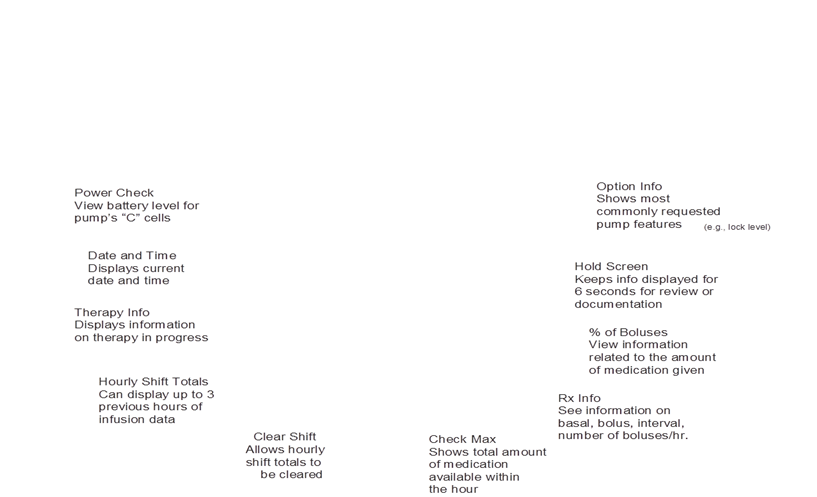 Power Check
View battery level for
pump's "C" cells
Date and Time
Displays current
date and time
Therapy Info
Displays information
on therapy in progress
Hourly Shift Totals
Can display up to 3
previous hours of
infusion data
Clear Shift
Allows hourly
shift totals to
be cleared
Check Max
Shows total amount
of medication
available within
the hour
Option Info
Shows most
commonly requested
pump features (e.g., lock level)
Hold Screen
Keeps info displayed for
6 seconds for review or
documentation
% of Boluses
View information
related to the amount
of medication given
Rx Info
See information on
basal, bolus, interval,
number of boluses/hr.